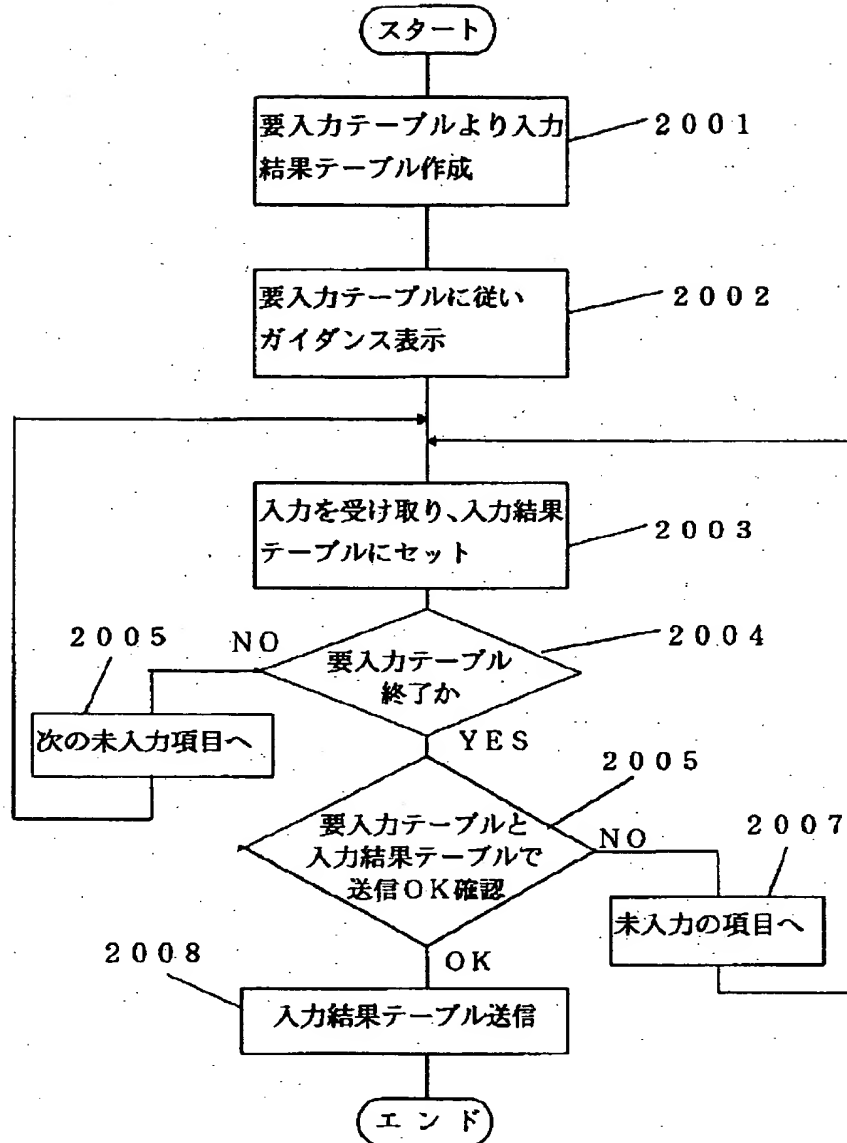 スタート
要入力テーブルより入力
結果テーブル作成
2001
要入力テーブルに従い
ガイダンス表示
2002
入力を受け取り、入力結果
テーブルにセット
2003
要入力テーブル
終了か
2004
NO
2005
次の未入力項目へ
YES
要入力テーブルと
入力結果テーブルで
送信OK確認
2005
NO
2007
未入力の項目へ
OK
2008
入力結果テーブル送信
エンド